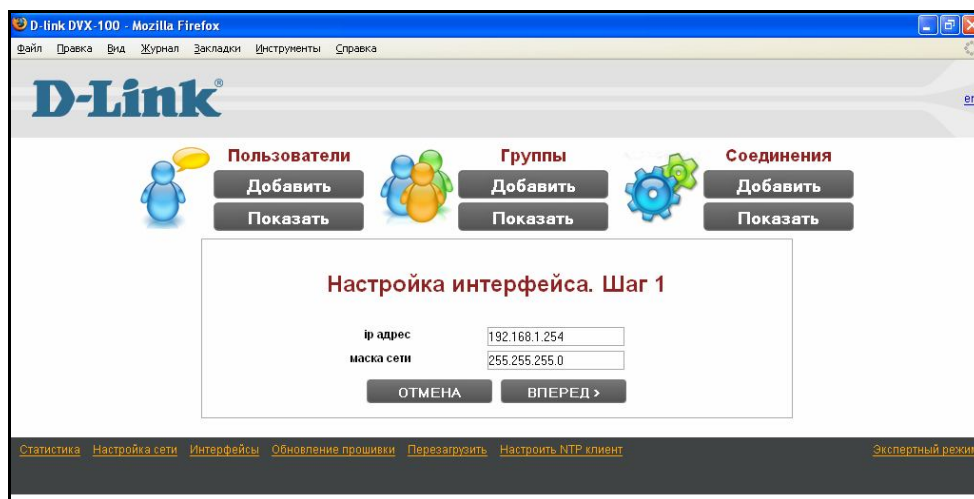 D-link DVX-100 - Mozilla Firefox
Файл Правка Вид Журнал Закладки Инструменты Справка
D-Link®
Пользователи Группы Соединения
Добавить Добавить Добавить
Показать Показать Показать
Настройка интерфейса. Шаг 1
ip адрес 192.168.1.254
маска сети 255.255.255.0
ОТМЕНА ВПЕРЕД >
Статистика Настройка сети Интерфейсы Обновление прошивки Перезагрузить Настроить NTP клиент Экспертный режим